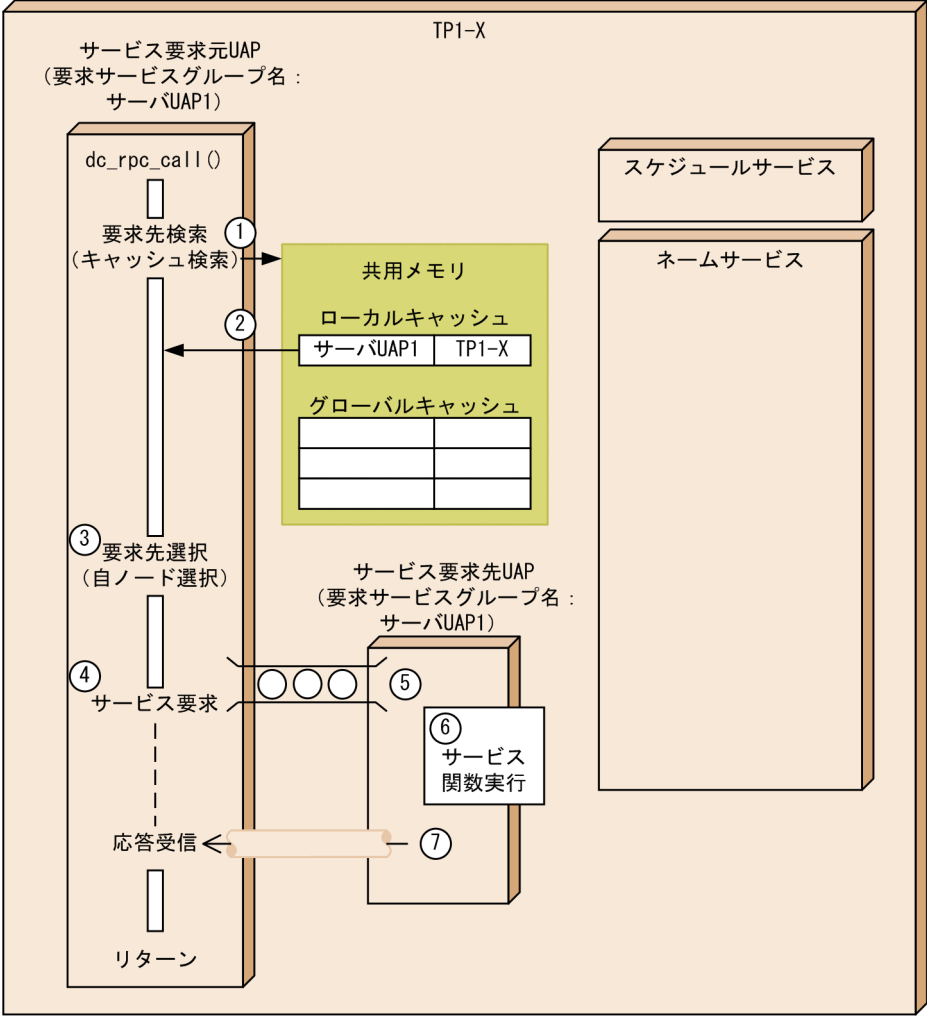 TP1-X
サービス要求元UAP
(要求サービスグループ名:
サーバUAP1)
dc_rpc_call()
スケジュールサービス
ネームサービス
要求先検索
(キャッシュ検索)
①
共用メモリ
②
ローカルキャッシュ
サーバUAP1 TP1-X
グローバルキャッシュ
③
要求先選択
(自ノード選択)
サービス要求先UAP
(要求サービスグループ名:
サーバUAP1)
④
サービス要求
⑤
⑥
サービス
関数実行
応答受信
⑦
リターン